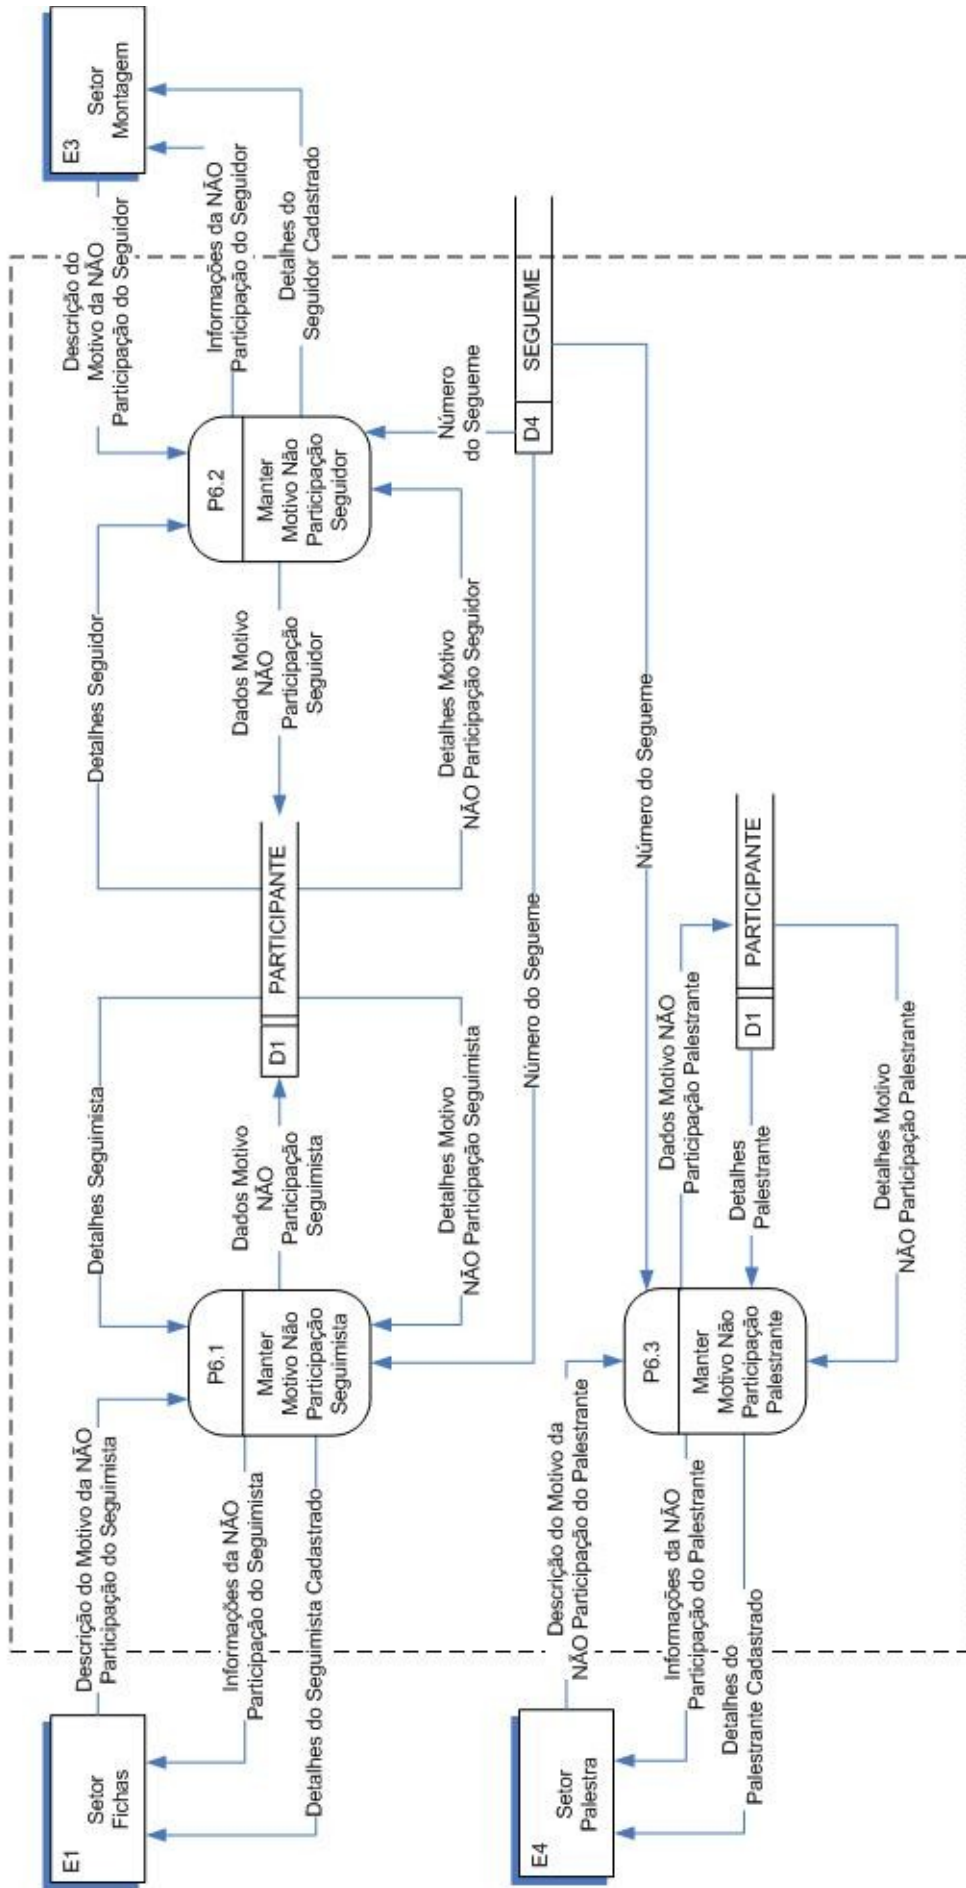 E1
Setor
Fichas
Descrição do Motivo da NÃO
Participação do Seguimista
Informações da NÃO
Participação do Seguimista
Detalhes do Seguimista Cadastrado
P6.1
Manter
Motivo Não
Participação
Seguimista
Detalhes Seguimista
Dados Motivo
NÃO
Participação
Seguimista
Detalhes Motivo
NÃO Participação Seguimista
D1
PARTICIPANTE
Detalhes Seguidor
Dados Motivo
NÃO
Participação
Seguidor
Detalhes Motivo
NÃO Participação Seguidor
P6.2
Manter
Motivo Não
Participação
Seguidor
Descrição do
Motivo da NÃO
Participação do Seguidor
Informações da NÃO
Participação do Seguidor
Detalhes do
Seguidor Cadastrado
E3
Setor
Montagem
Número
do Segueme
D4
SEGUEME
Número do Segueme
Número do Segueme
E4
Setor
Palestra
Descrição do Motivo da
NÃO Participação do Palestrante
Informações da NÃO
Participação do Palestrante
Detalhes do
Palestrante Cadastrado
P6.3
Manter
Motivo Não
Participação
Palestrante
Dados Motivo NÃO
Participação Palestrante
Detalhes
Palestrante
D1
PARTICIPANTE
Detalhes Motivo
NÃO Participação Palestrante